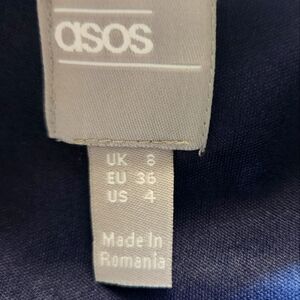 asos
UK 8
EU 36
US 4
Made In
Romania